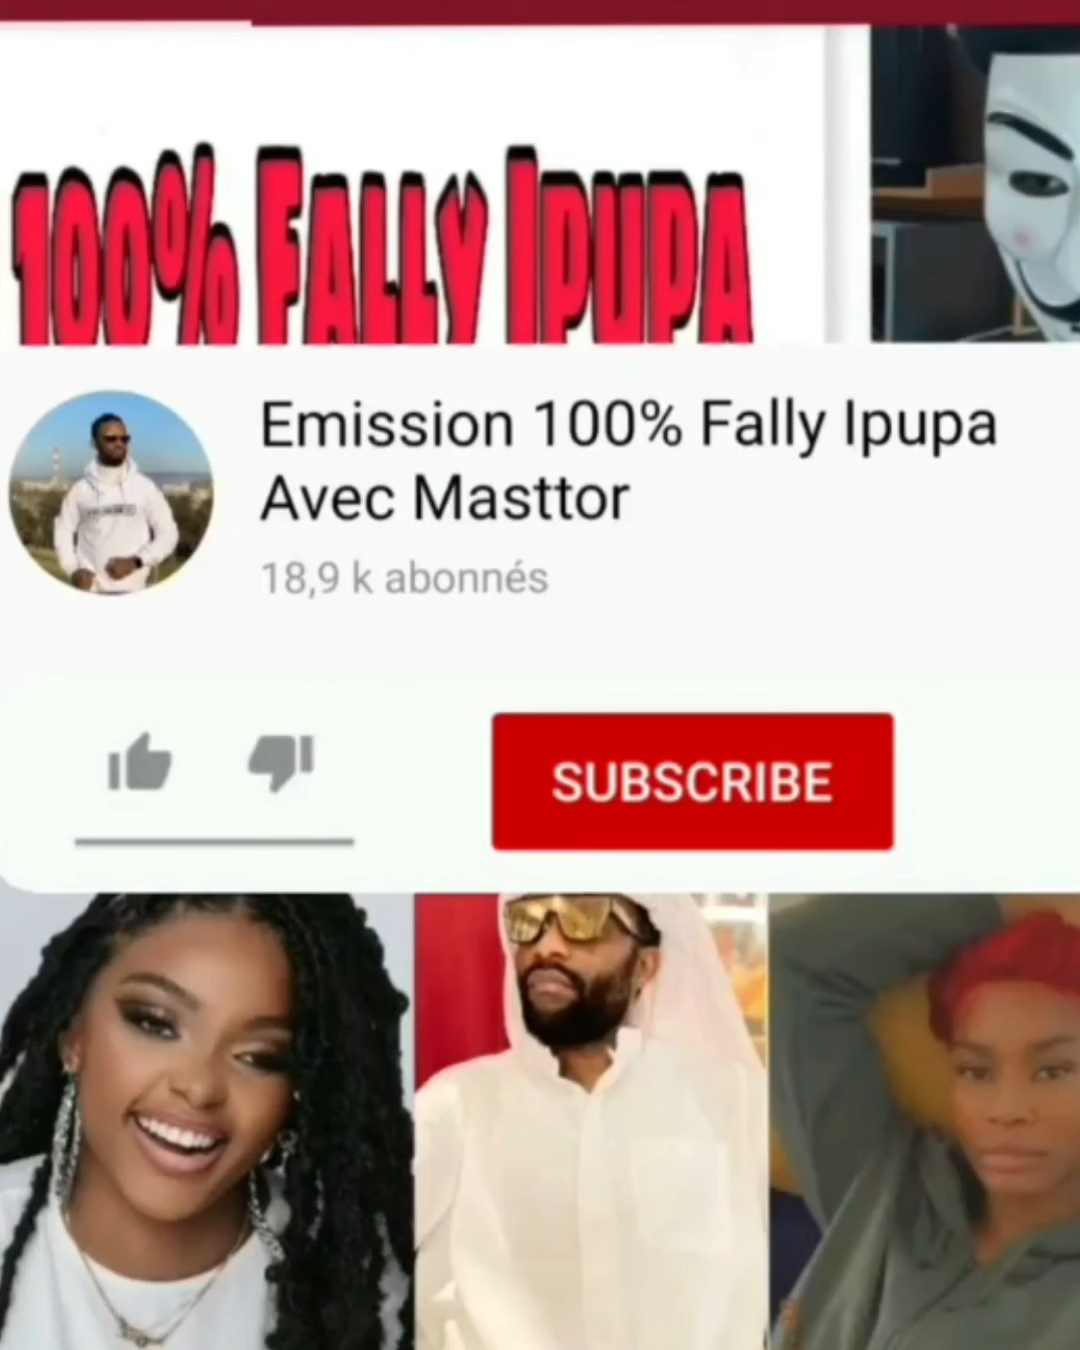 100% FALLY IPUPA
Emission 100% Fally Ipupa
Avec Masttor
18,9 k abonnés
SUBSCRIBE